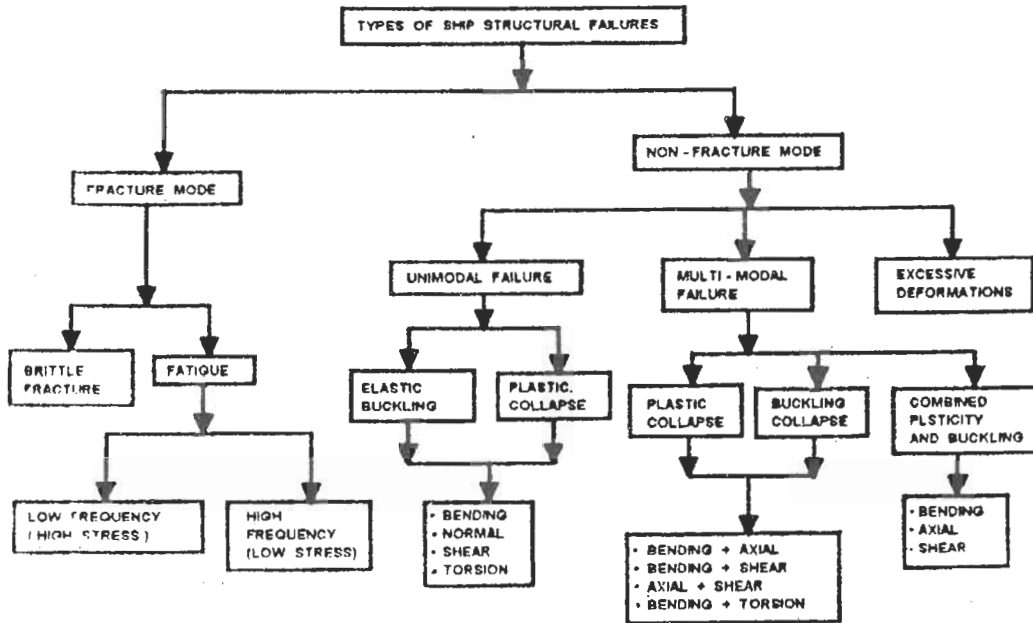 TYPES OF SHIP STRUCTURAL FAILURES
NON - FRACTURE MODE
FRACTURE MODE
UNIMODAL FAILURE
MULTI - MODAL
FAILURE
EXCESSIVE
DEFORMATIONS
BRITTLE
FRACTURE
FATIGUE
ELASTIC
BUCKLING
PLASTIC.
COLLAPSE
PLASTIC
COLLAPSE
BUCKLING
COLLAPSE
COMBINED
PLSTICITY
AND BUCKLING
LOW FREQUENCY
(HIGH STRESS)
HIGH
FREQUENCY
(LOW STRESS)
• BENDING
• NORMAL
• SHEAR
• TORSION
• BENDING + AXIAL
• BENDING + SHEAR
• AXIAL + SHEAR
• BENDING + TORSION
• BENDING
• AXIAL
- SHEAR